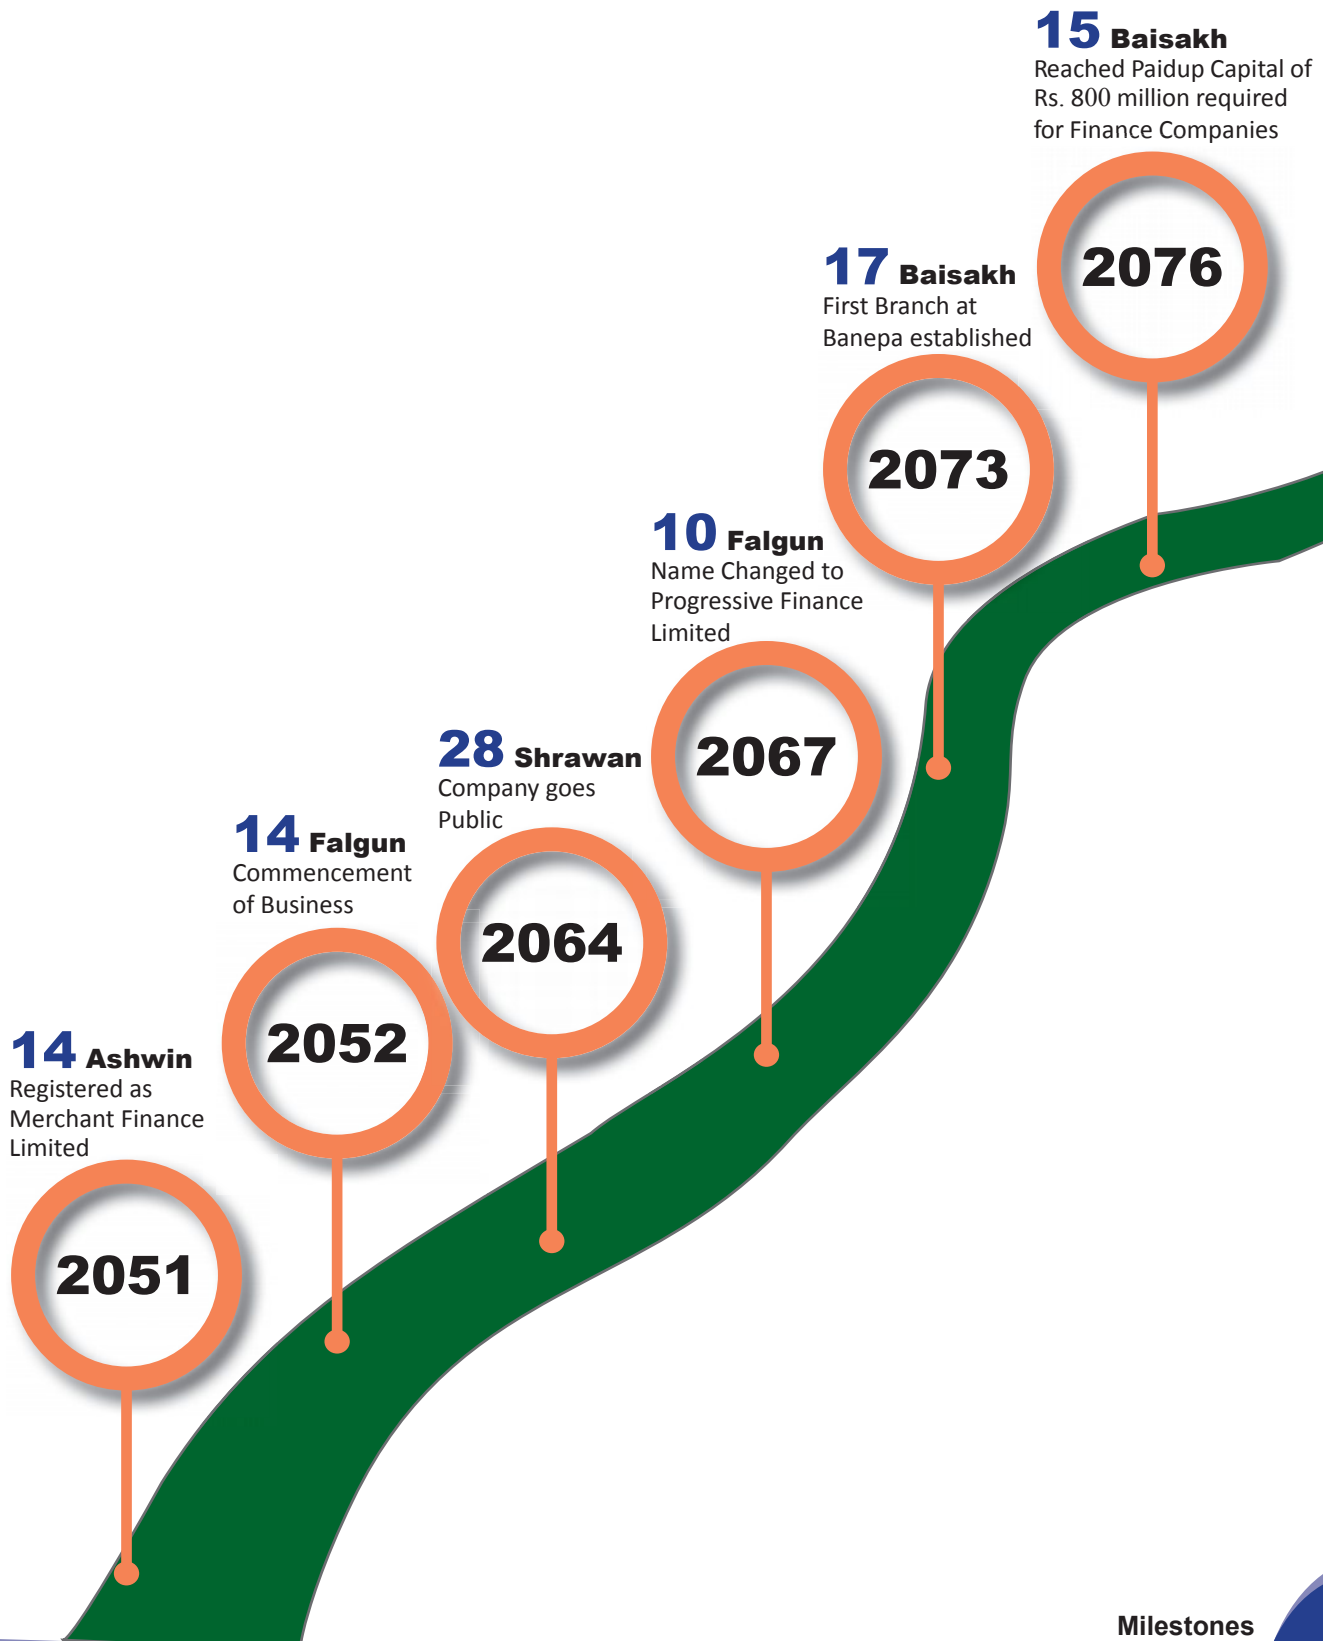 15 Baisakh
Reached Paidup Capital of
Rs. 800 million required
for Finance Companies
2076
17 Baisakh
First Branch at
Banepa established
2073
10 Falgun
Name Changed to
Progressive Finance
Limited
2067
28 Shrawan
Company goes
Public
2064
14 Falgun
Commencement
of Business
2052
14 Ashwin
Registered as
Merchant Finance
Limited
2051
Milestones